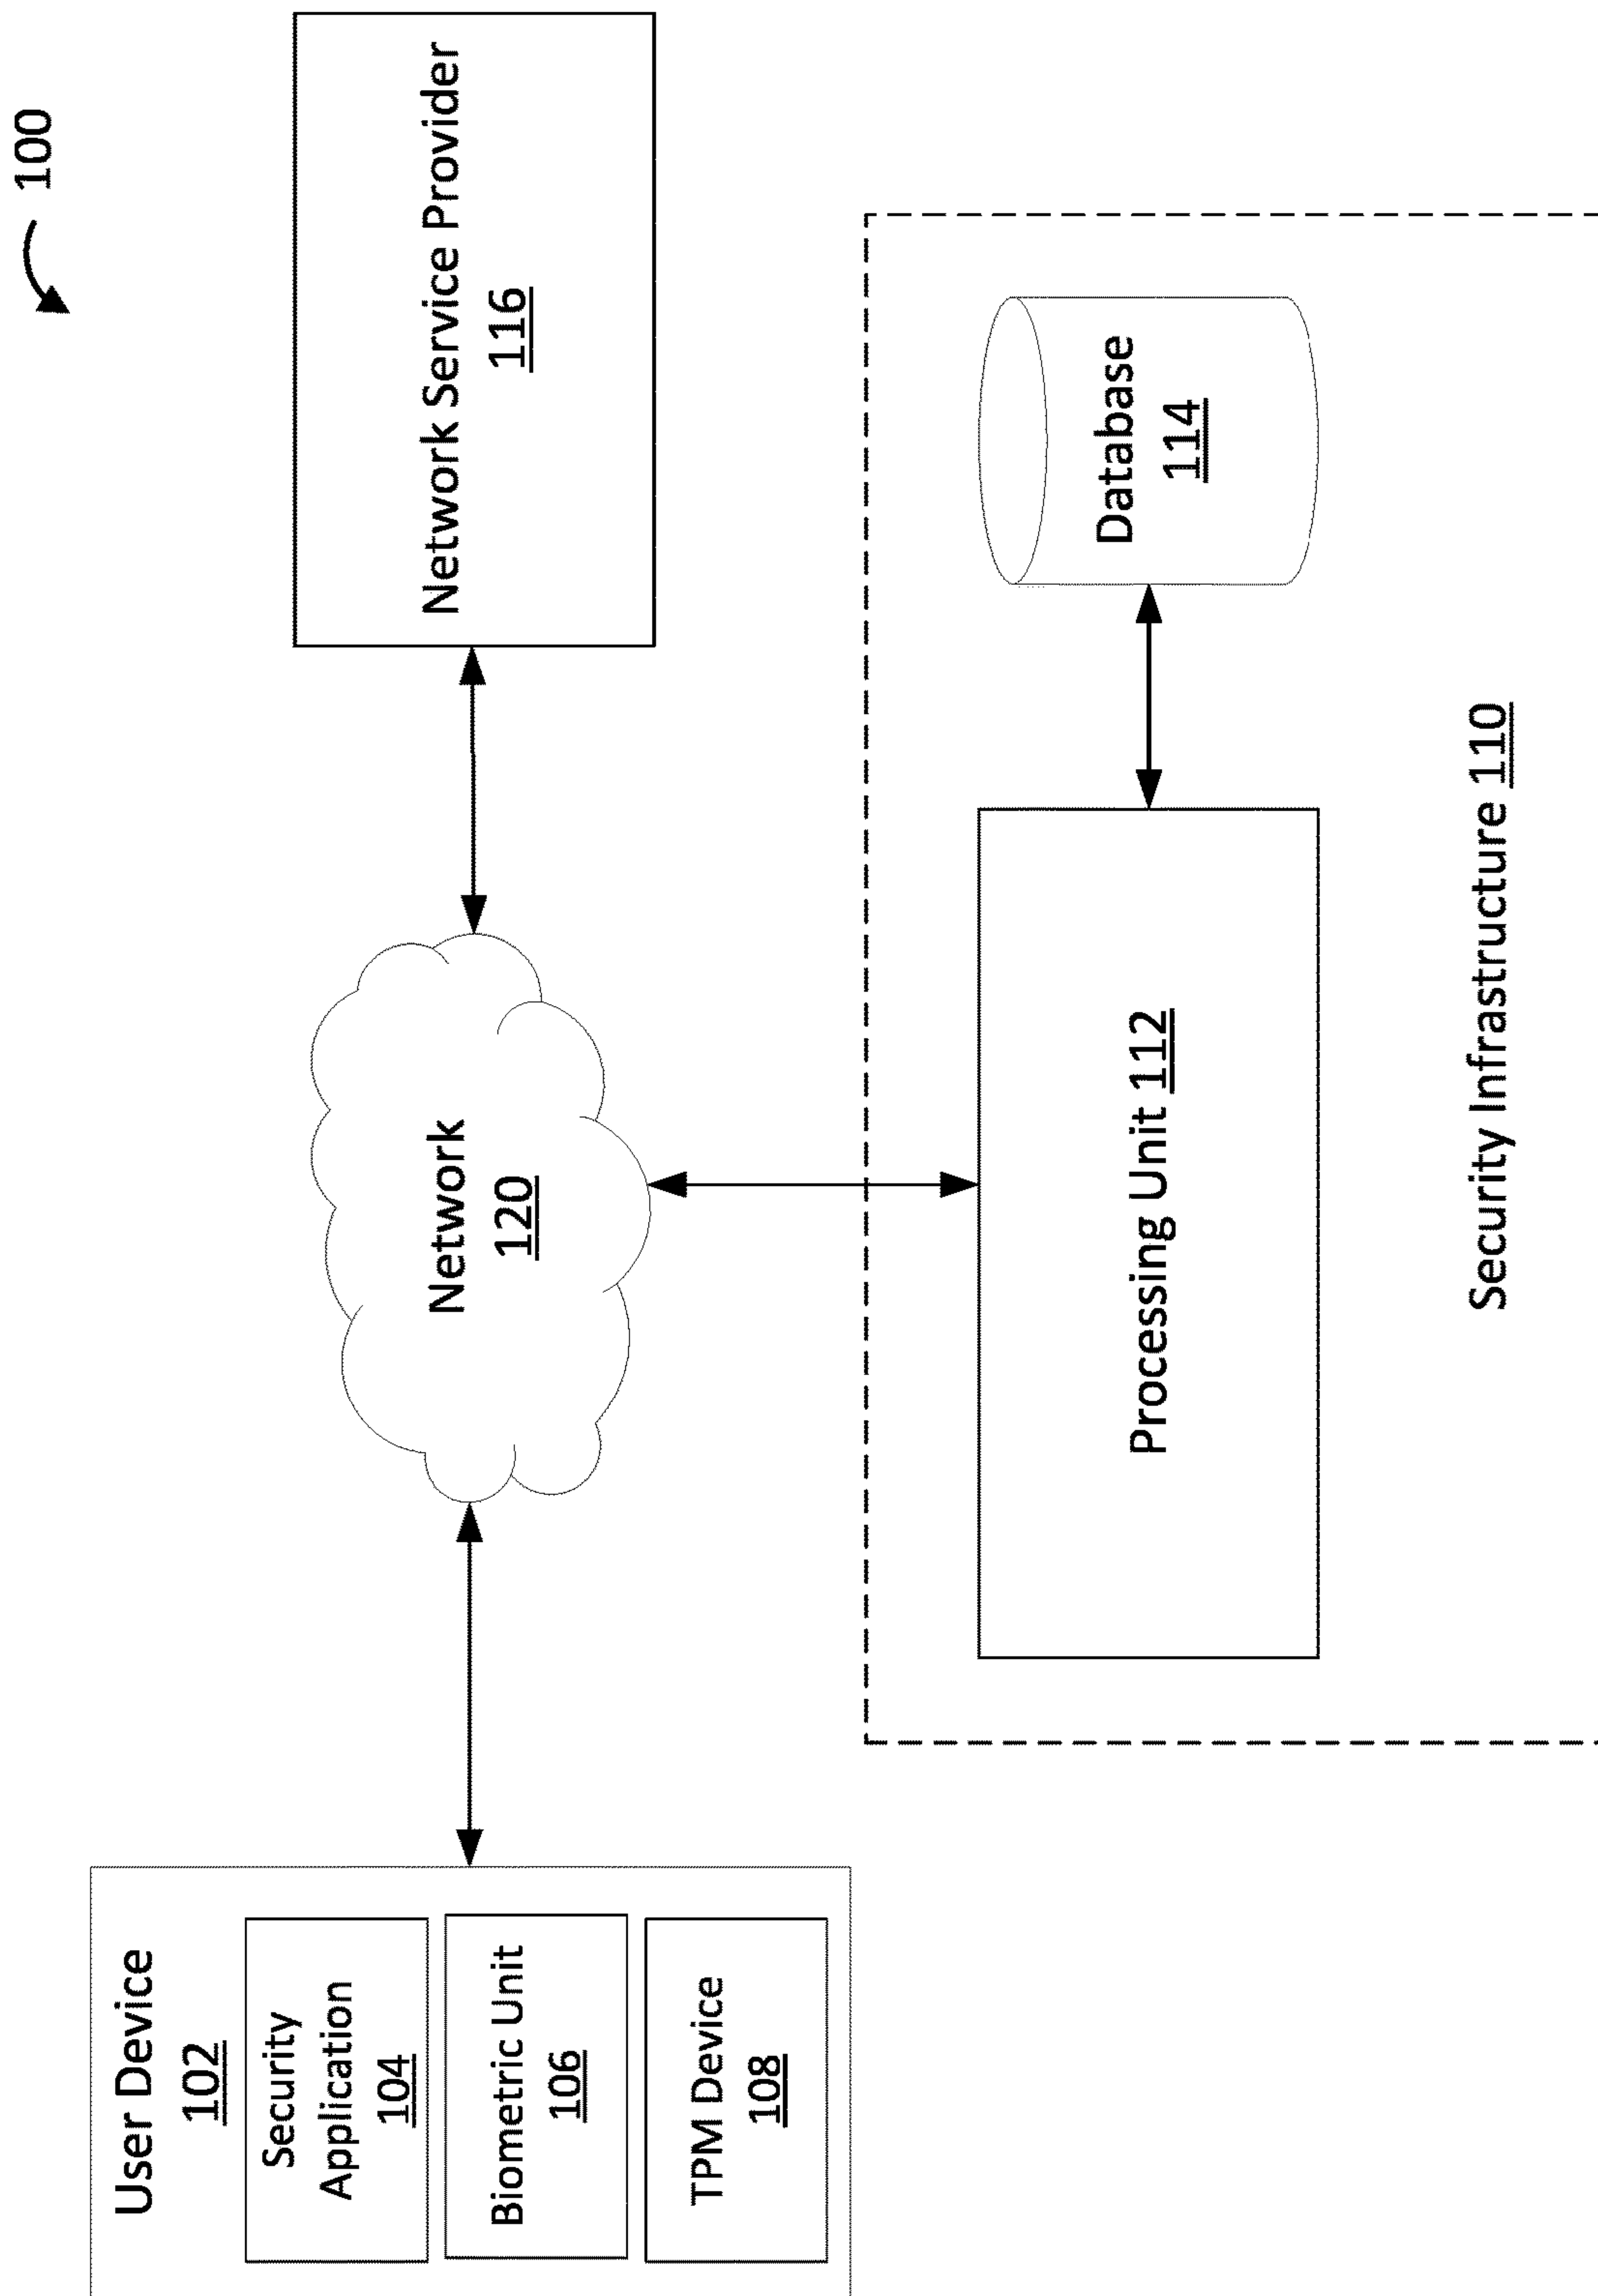 100
User Device
102
Security
Application
104
Biometric Unit
106
TPM Device
108
Network
120
Network Service Provider
116
Processing Unit 112
Database
114
Security Infrastructure 110